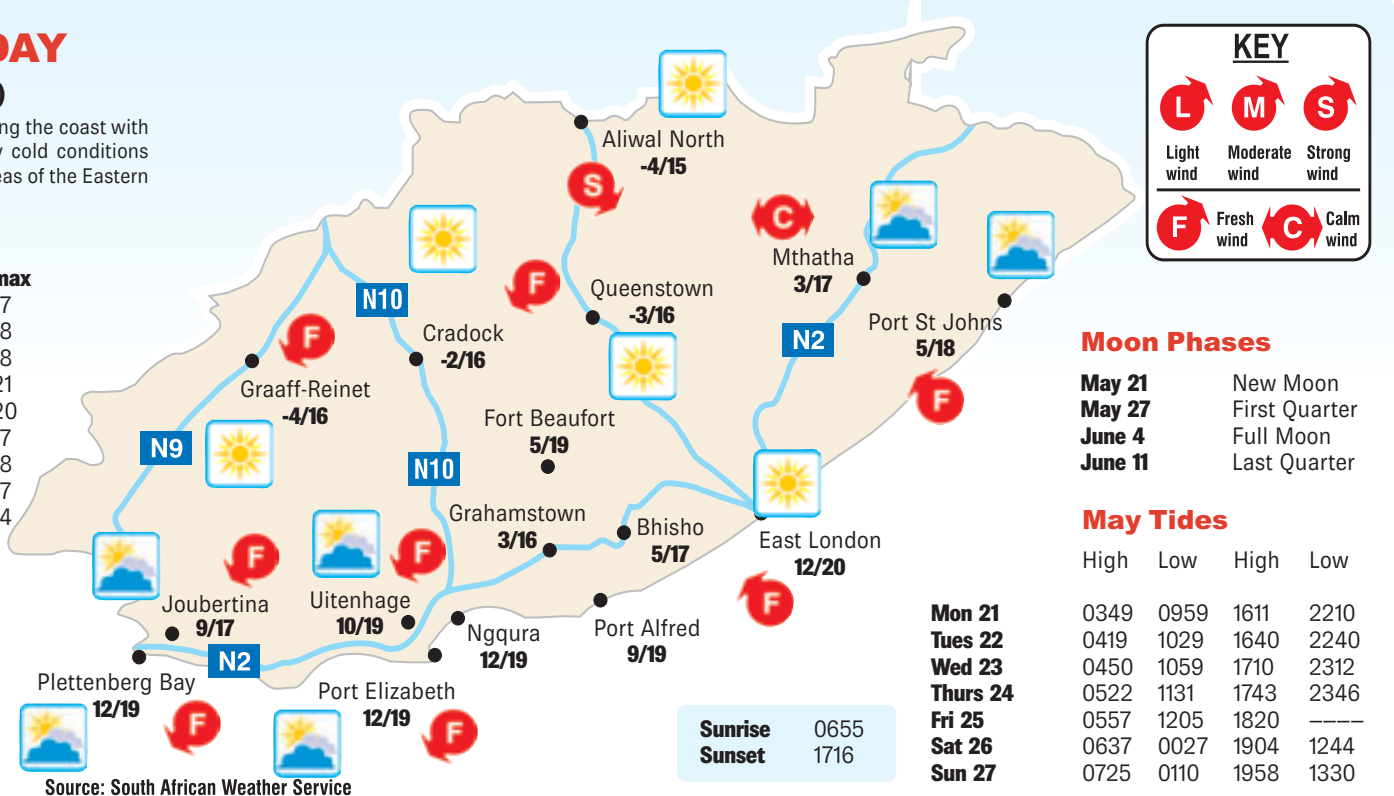 DAY
)
ng the coast with
y cold conditions
eas of the Eastern
max
7
8
8
21
20
7
8
7
4
KEY
L
M
S
Light wind
Moderate wind
Strong wind
F
Fresh wind
C
Calm wind
Aliwal North
-4/15
S
C
Mthatha
3/17
F
Queenstown
-3/16
N10
Cradock
-2/16
F
Graaff-Reinet
-4/16
Port St Johns
5/18
N2
F
Fort Beaufort
5/19
N9
N10
Grahamstown
3/16
Bhisho
5/17
East London
12/20
F
F
F
Joubertina
9/17
Uitenhage
10/19
Ngqura
12/19
Port Alfred
9/19
N2
Plettenberg Bay
12/19
F
Port Elizabeth
12/19
F
Source: South African Weather Service
Sunrise 0655
Sunset 1716
Moon Phases
May 21 New Moon
May 27 First Quarter
June 4 Full Moon
June 11 Last Quarter
May Tides
High Low High Low
Mon 21 0349 0959 1611 2210
Tues 22 0419 1029 1640 2240
Wed 23 0450 1059 1710 2312
Thurs 24 0522 1131 1743 2346
Fri 25 0557 1205 1820 ----
Sat 26 0637 0027 1904 1244
Sun 27 0725 0110 1958 1330